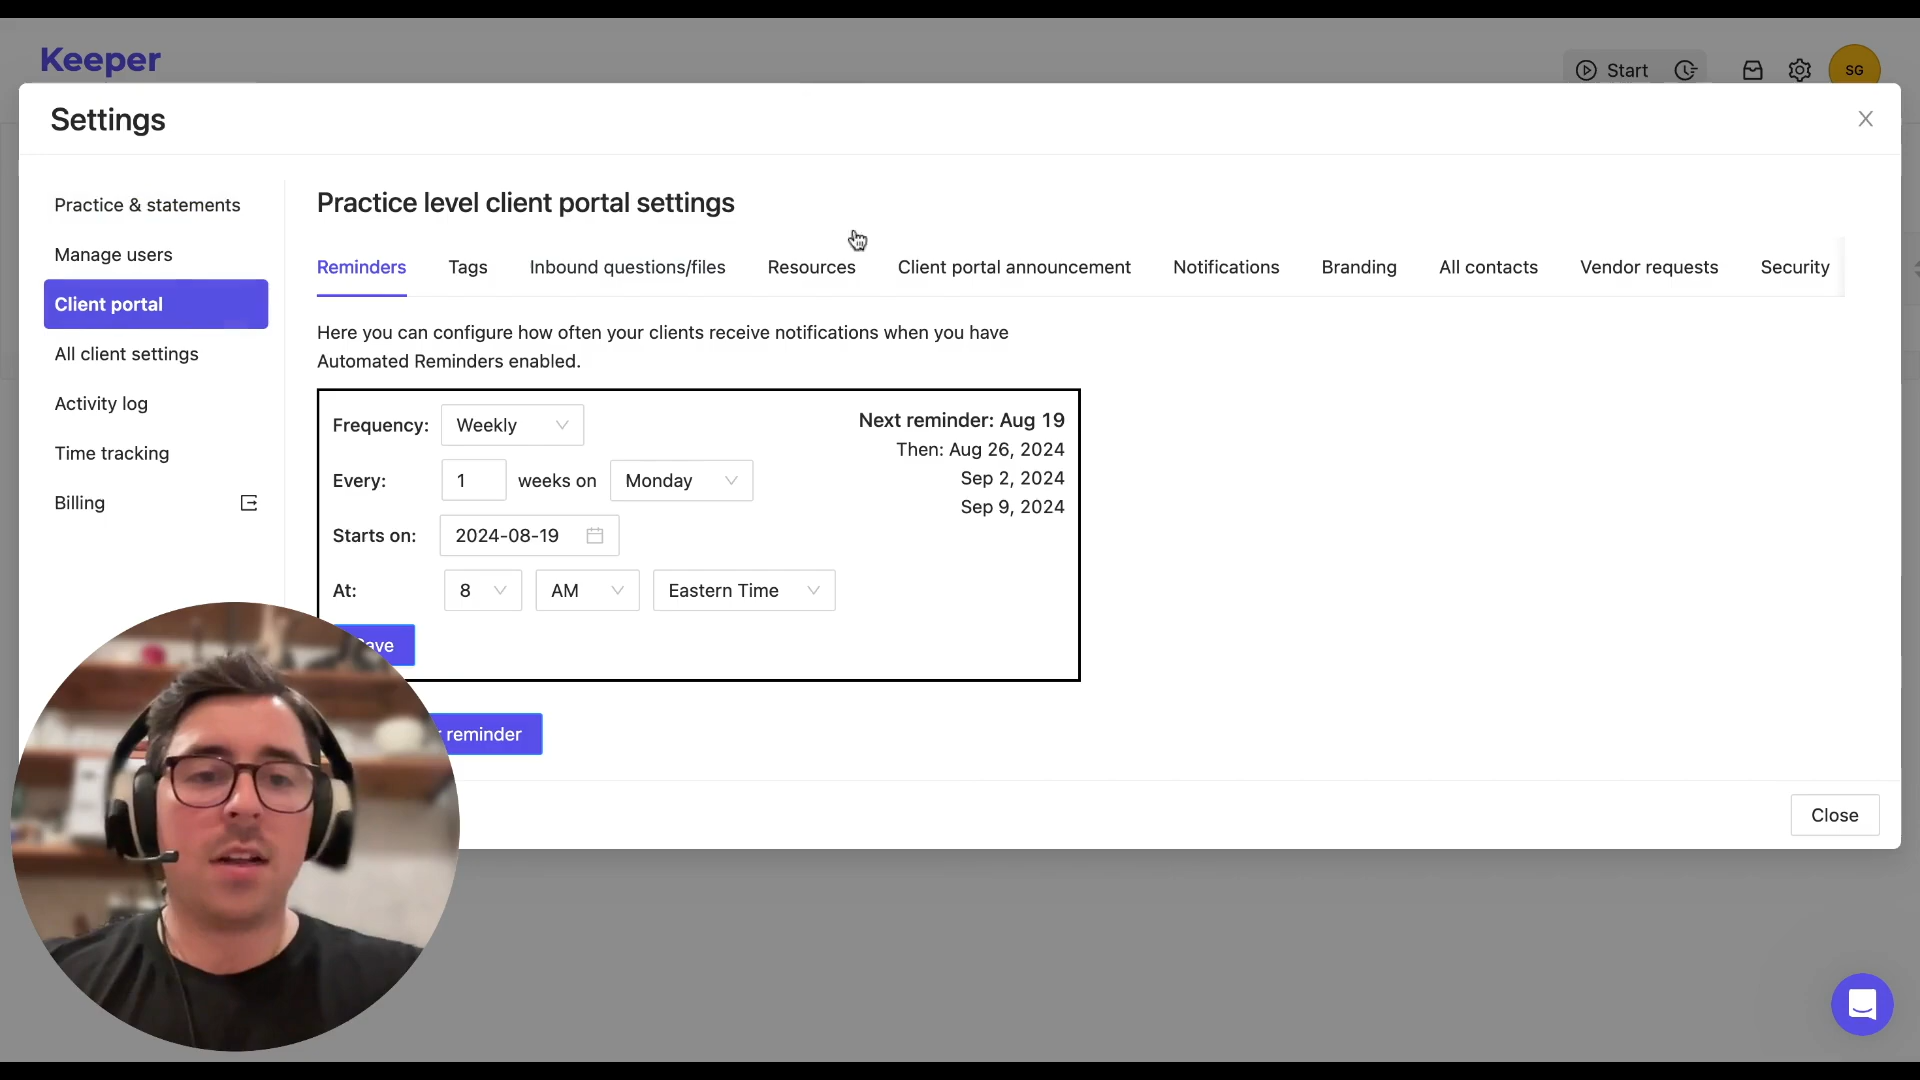 Keeper
Start
SG
Settings
Practice & statements
Manage users
Client portal
All client settings
Activity log
Time tracking
Billing
Practice level client portal settings
Reminders
Tags
Inbound questions/files
Resources
Client portal announcement
Notifications
Branding
All contacts
Vendor requests
Security
Here you can configure how often your clients receive notifications when you have
Automated Reminders enabled.
Frequency: Weekly
Every: 1 weeks on Monday
Starts on: 2024-08-19
At: 8 AM Eastern Time
Next reminder: Aug 19
Then: Aug 26, 2024
Sep 2, 2024
Sep 9, 2024
reminder
Close